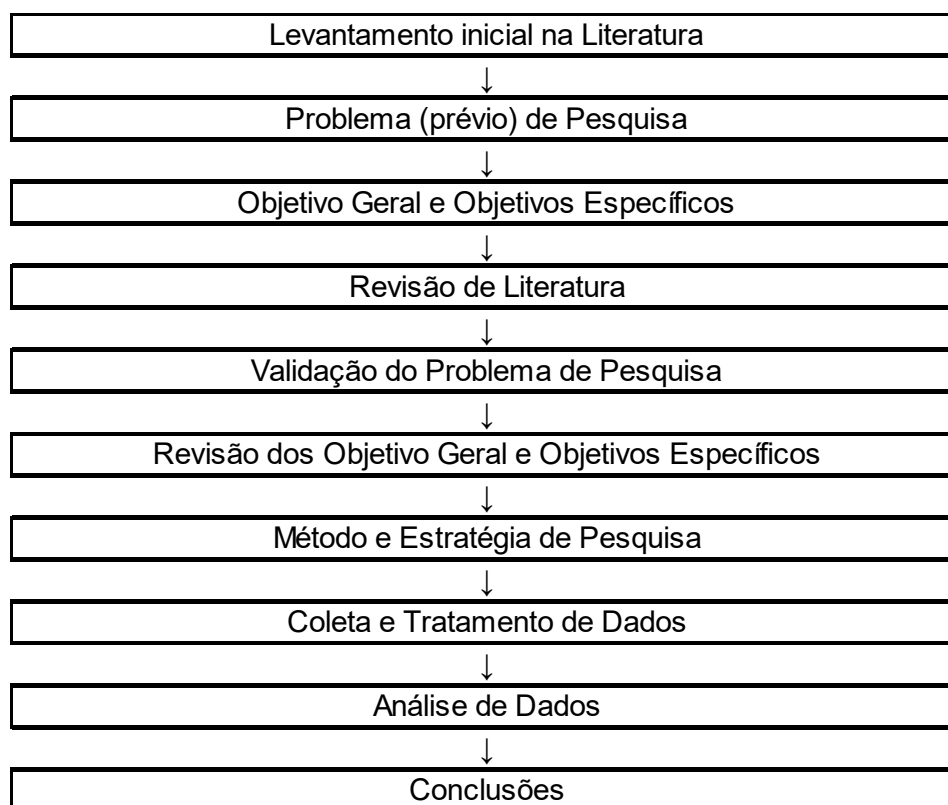 Levantamento inicial na Literatura
↓
Problema (prévio) de Pesquisa
↓
Objetivo Geral e Objetivos Específicos
↓
Revisão de Literatura
↓
Validação do Problema de Pesquisa
↓
Revisão dos Objetivo Geral e Objetivos Específicos
↓
Método e Estratégia de Pesquisa
↓
Coleta e Tratamento de Dados
↓
Análise de Dados
↓
Conclusões